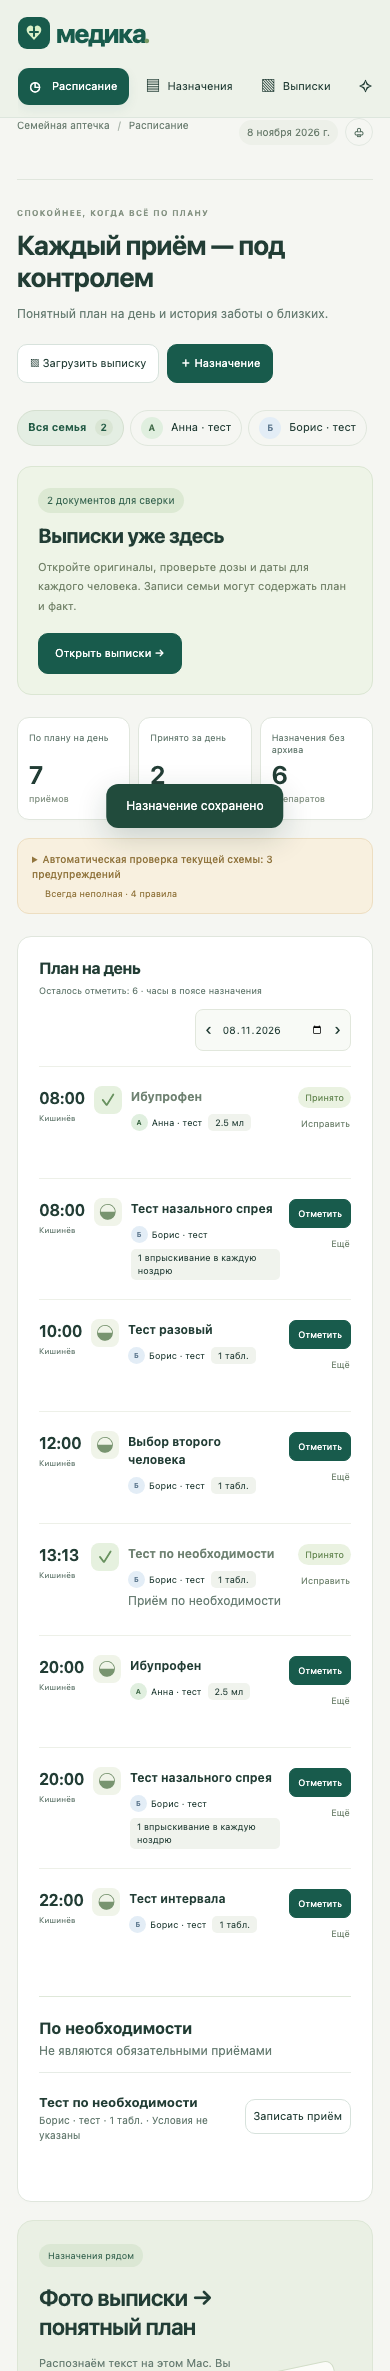 медика.
Расписание
Назначения
Выписки
Семейная аптечка / Расписание
8 ноября 2026 г.
СПОКОЙНЕЕ, КОГДА ВСЁ ПО ПЛАНУ
Каждый приём — под
контролем
Понятный план на день и история заботы о близких.
Загрузить выписку
+ Назначение
Вся семья 2
А Анна · тест
Б Борис · тест
2 документов для сверки
Выписки уже здесь
Откройте оригиналы, проверьте дозы и даты для
каждого человека. Записи семьи могут содержать план
и факт.
Открыть выписки →
По плану на день
7
приёмов
Принято за день
2
Назначения без
архива
6
епаратов
Назначение сохранено
▶ Автоматическая проверка текущей схемы: 3
предупреждений
Всегда неполная · 4 правила
План на день
Осталось отметить: 6 · часы в поясе назначения
‹ 08.11.2026 ›
08:00
Кишинёв
Ибупрофен
А Анна · тест 2.5 мл
Принято
Исправить
08:00
Кишинёв
Тест назального спрея
Б Борис · тест
1 впрыскивание в каждую
ноздрю
Отметить
Ещё
10:00
Кишинёв
Тест разовый
Б Борис · тест 1 табл.
Отметить
Ещё
12:00
Кишинёв
Выбор второго
человека
Б Борис · тест 1 табл.
Отметить
Ещё
13:13
Кишинёв
Тест по необходимости
Б Борис · тест 1 табл.
Приём по необходимости
Принято
Исправить
20:00
Кишинёв
Ибупрофен
А Анна · тест 2.5 мл
Отметить
Ещё
20:00
Кишинёв
Тест назального спрея
Б Борис · тест
1 впрыскивание в каждую
ноздрю
Отметить
Ещё
22:00
Кишинёв
Тест интервала
Б Борис · тест 1 табл.
Отметить
Ещё
По необходимости
Не являются обязательными приёмами
Тест по необходимости
Борис · тест · 1 табл. · Условия не
указаны
Записать приём
Назначения рядом
Фото выписки →
понятный план
Распознаём текст на этом Mac. Вы